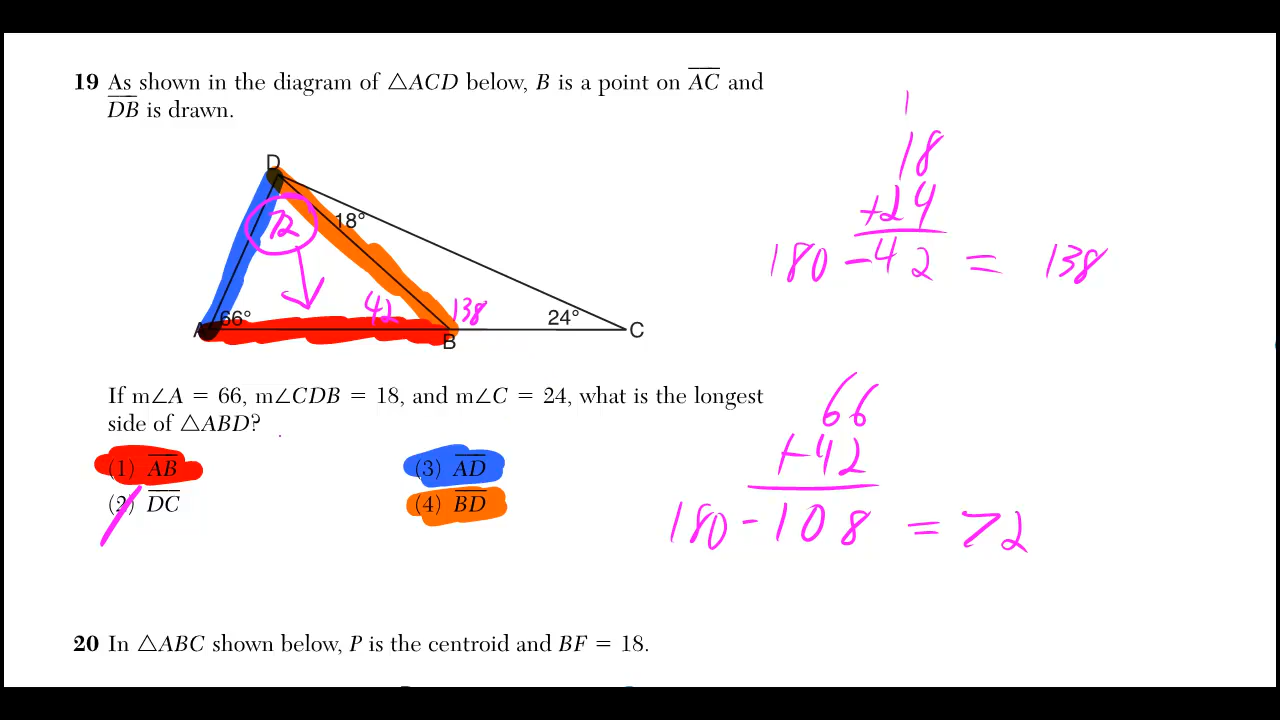 19 As shown in the diagram of △ACD below, B is a point on AC and
DB is drawn.
D
72
18°
A
66°
42
138
B
24°
C
1
18
+24
180 - 42 = 138
If m∠A = 66, m∠CDB = 18, and m∠C = 24, what is the longest
side of △ABD?
(1) AB
(3) AD
(2) DC
(4) BD
66
+42
180 - 108 = 72
20 In △ABC shown below, P is the centroid and BF = 18.